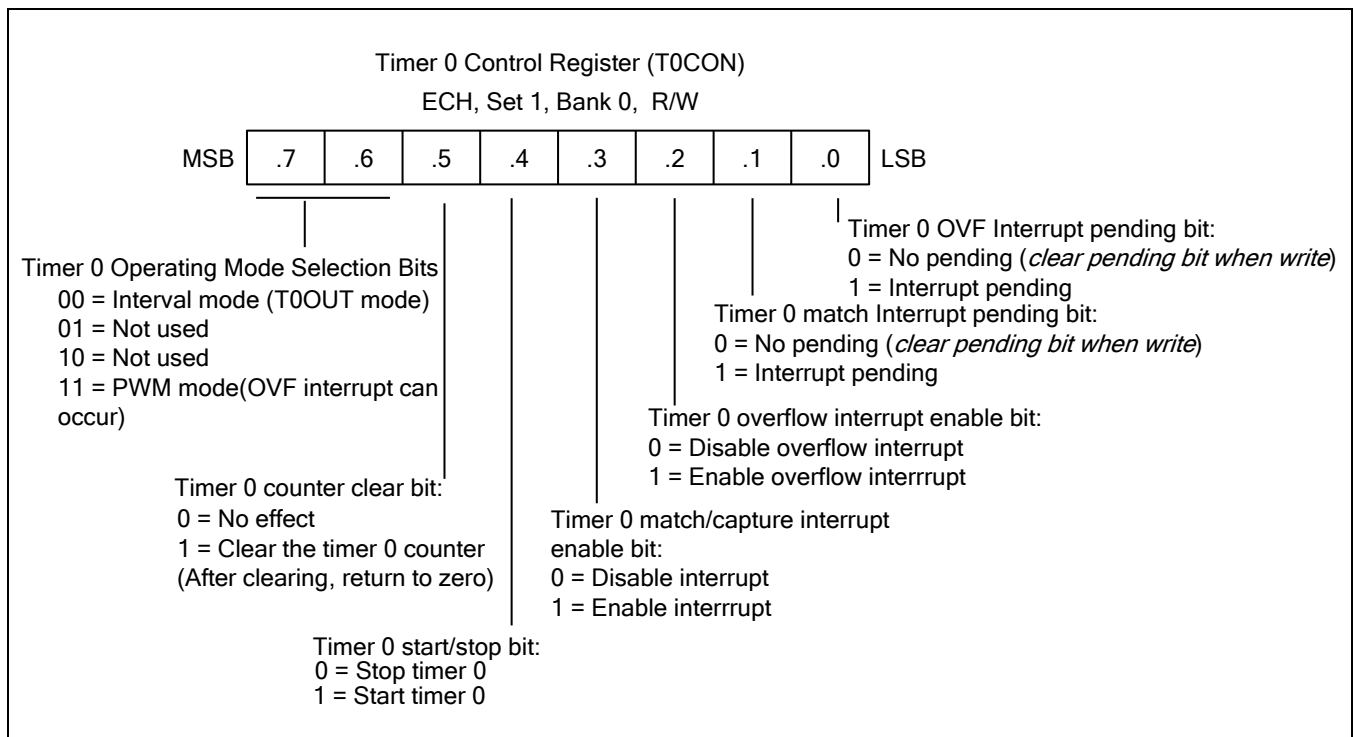 Timer 0 Control Register (T0CON)
ECH, Set 1, Bank 0, R/W
MSB .7 .6 .5 .4 .3 .2 .1 .0 LSB
Timer 0 OVF Interrupt pending bit:
0 = No pending (clear pending bit when write)
1 = Interrupt pending
Timer 0 match Interrupt pending bit:
0 = No pending (clear pending bit when write)
1 = Interrupt pending
Timer 0 overflow interrupt enable bit:
0 = Disable overflow interrupt
1 = Enable overflow interrrupt
Timer 0 match/capture interrupt
enable bit:
0 = Disable interrupt
1 = Enable interrrupt
Timer 0 start/stop bit:
0 = Stop timer 0
1 = Start timer 0
Timer 0 counter clear bit:
0 = No effect
1 = Clear the timer 0 counter
(After clearing, return to zero)
Timer 0 Operating Mode Selection Bits
00 = Interval mode (T0OUT mode)
01 = Not used
10 = Not used
11 = PWM mode(OVF interrupt can
occur)